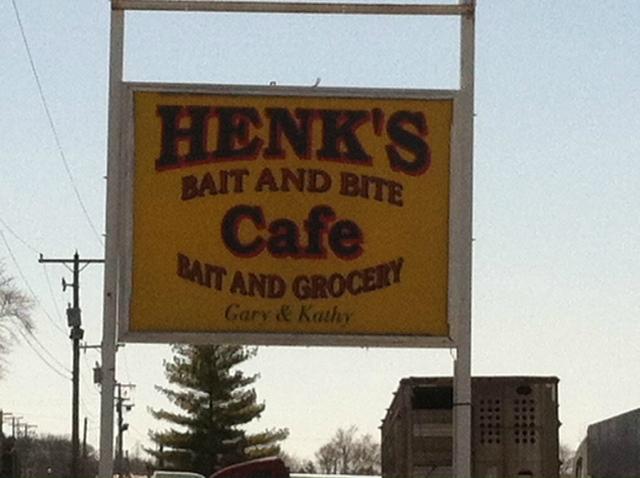 HENK'S
BAIT AND BITE
Cafe
BAIT AND GROCERY
Gary & Kathy